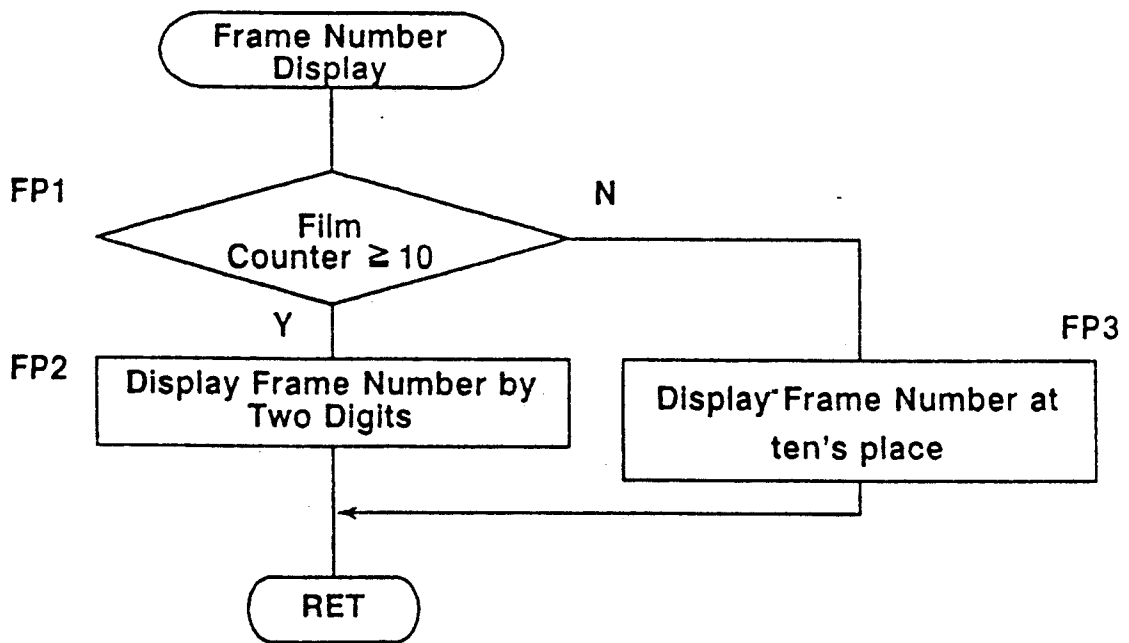 Frame Number
Display
FP1
N
Film
Counter ≧ 10
Y
FP2
FP3
Display Frame Number by
Two Digits
Display Frame Number at
ten's place
RET